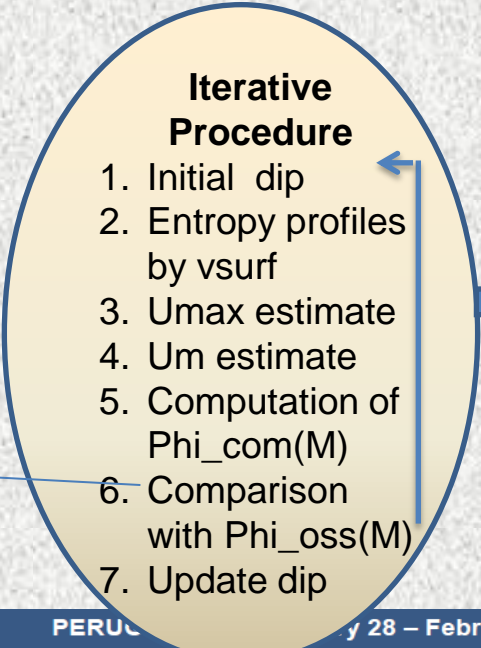 Iterative
Procedure
1. Initial dip
2. Entropy profiles
by vsurf
3. Umax estimate
4. Um estimate
5. Computation of
Phi_com(M)
6. Comparison
with Phi_oss(M)
7. Update dip
28 – Febr